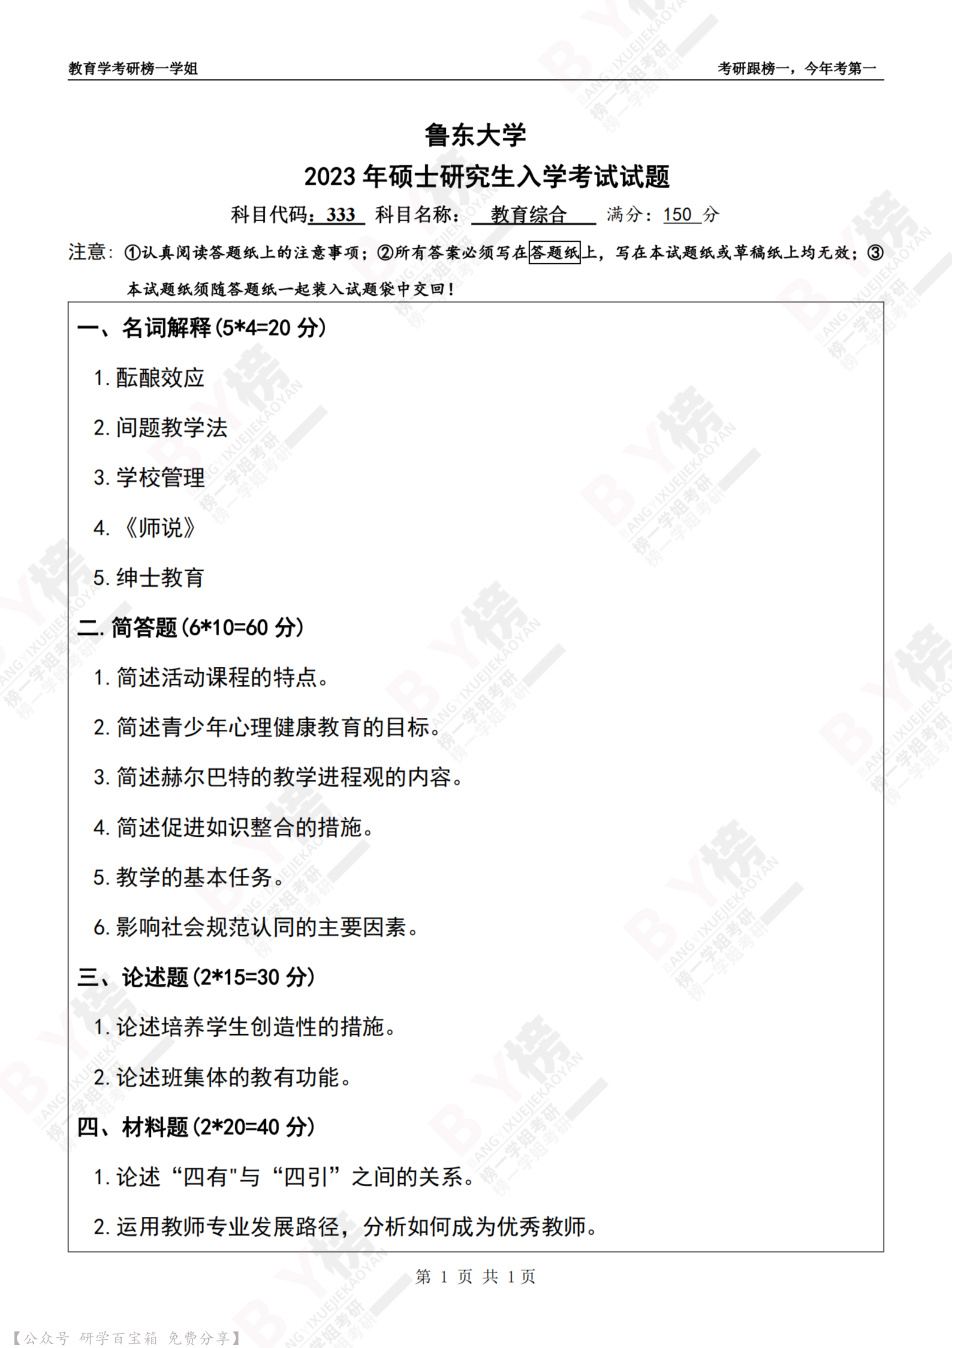 教育学考研榜一学姐 考研跟榜一，今年考第一
鲁东大学
2023 年硕士研究生入学考试试题
科目代码：333 科目名称： 教育综合 满分：150 分
注意：①认真阅读答题纸上的注意事项；②所有答案必须写在答题纸上，写在本试题纸或草稿纸上均无效；③
本试题纸须随答题纸一起装入试题袋中交回！
一、名词解释(5*4=20 分)
1.酝酿效应
2.间题教学法
3.学校管理
4.《师说》
5.绅士教育
二.简答题(6*10=60 分)
1.简述活动课程的特点。
2.简述青少年心理健康教育的目标。
3.简述赫尔巴特的教学进程观的内容。
4.简述促进如识整合的措施。
5.教学的基本任务。
6.影响社会规范认同的主要因素。
三、论述题(2*15=30 分)
1.论述培养学生创造性的措施。
2.论述班集体的教有功能。
四、材料题(2*20=40 分)
1.论述“四有"与“四引”之间的关系。
2.运用教师专业发展路径，分析如何成为优秀教师。
第 1 页 共 1 页
【公众号 研学百宝箱 免费分享】